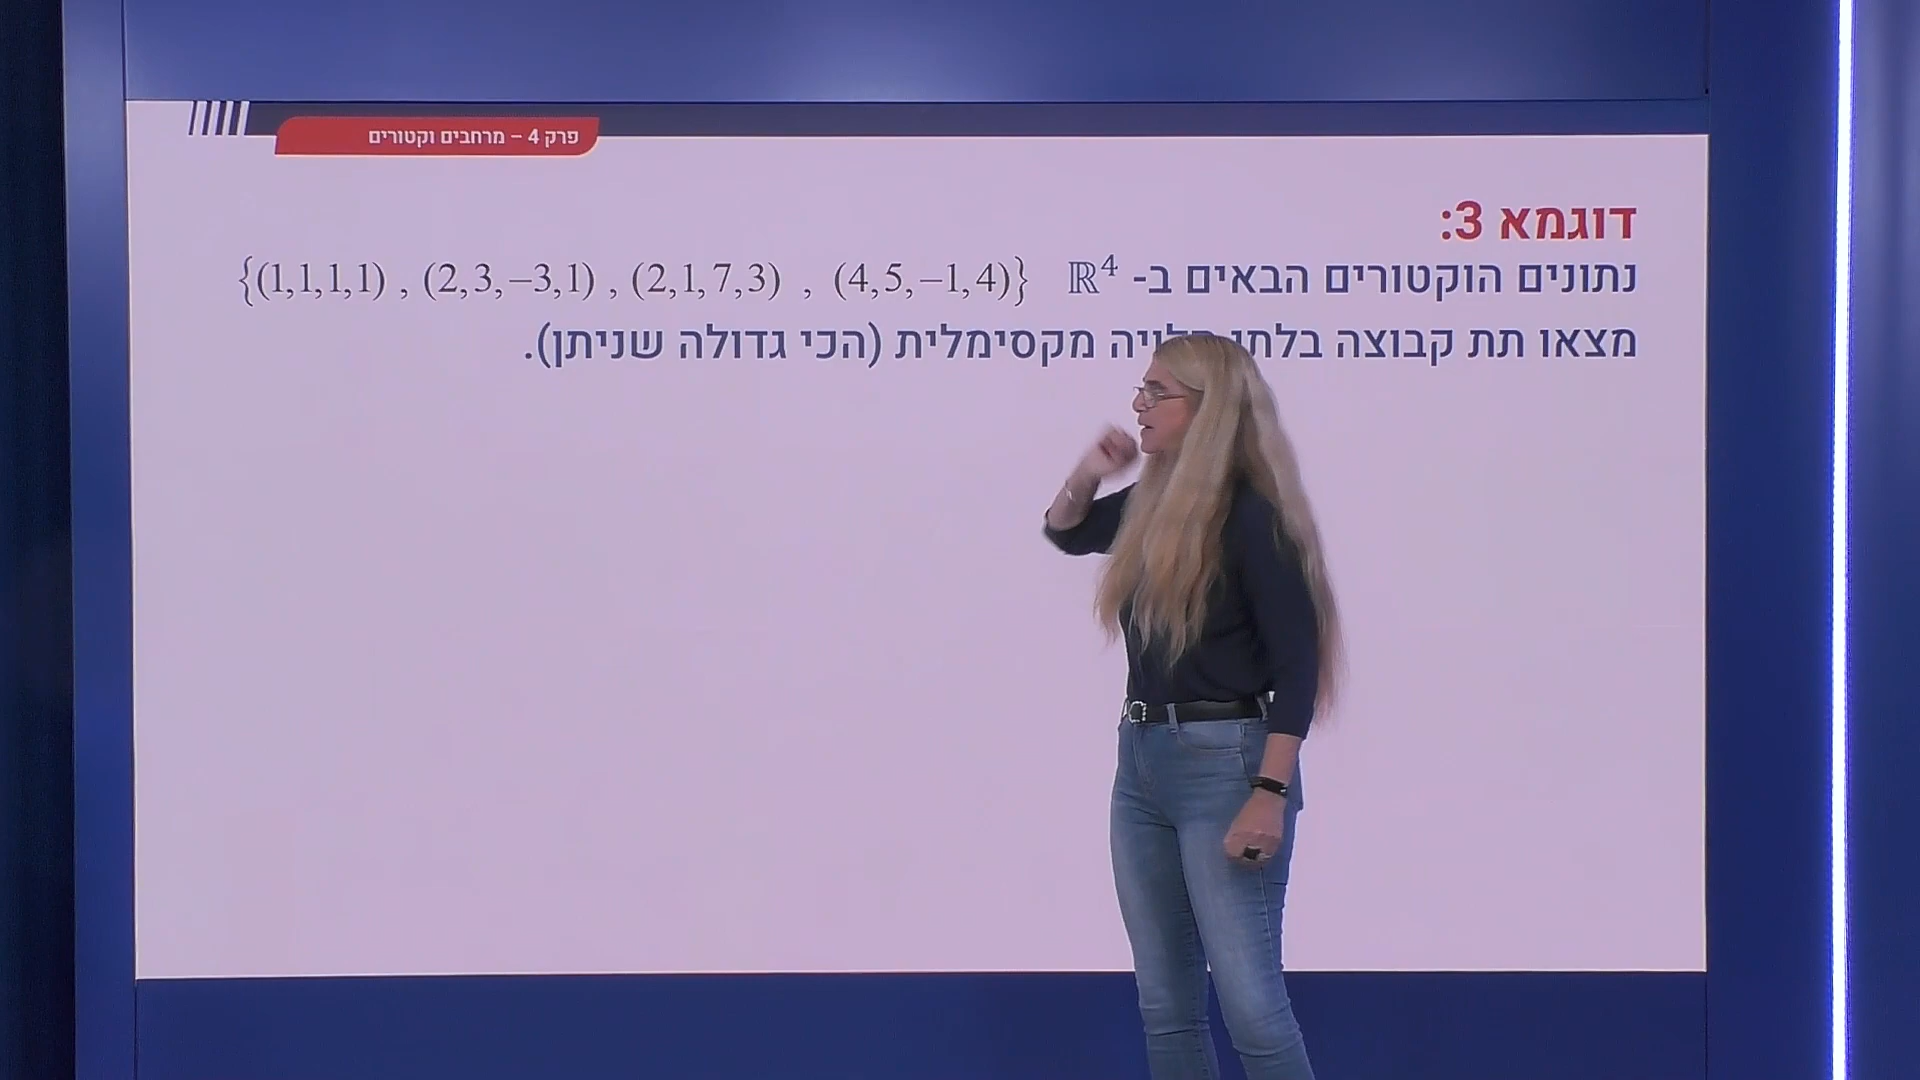 פרק 4 – מרחבים וקטורים
דוגמא 3:
נתונים הוקטורים הבאים ב- ℝ⁴ {(1,1,1,1) , (2,3,−3,1) , (2,1,7,3) , (4,5,−1,4)}
מצאו תת קבוצה בלתי תלויה מקסימלית (הכי גדולה שניתן).